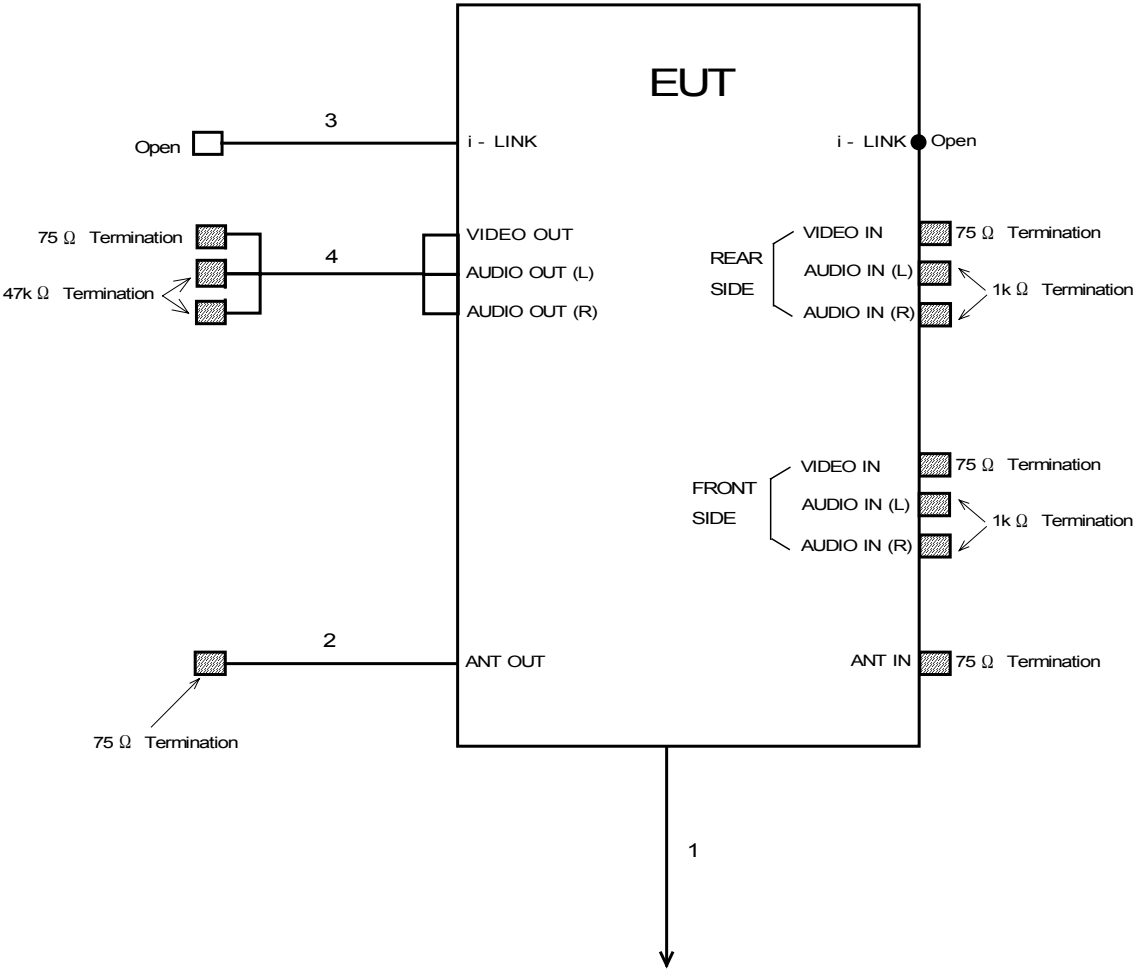 EUT
3
Open
i - LINK
i - LINK
Open
75 Ω Termination
VIDEO OUT
4
AUDIO OUT (L)
47k Ω Termination
AUDIO OUT (R)
REAR
SIDE
VIDEO IN
75 Ω Termination
AUDIO IN (L)
1k Ω Termination
AUDIO IN (R)
FRONT
SIDE
VIDEO IN
75 Ω Termination
AUDIO IN (L)
1k Ω Termination
AUDIO IN (R)
2
ANT OUT
ANT IN
75 Ω Termination
75 Ω Termination
1